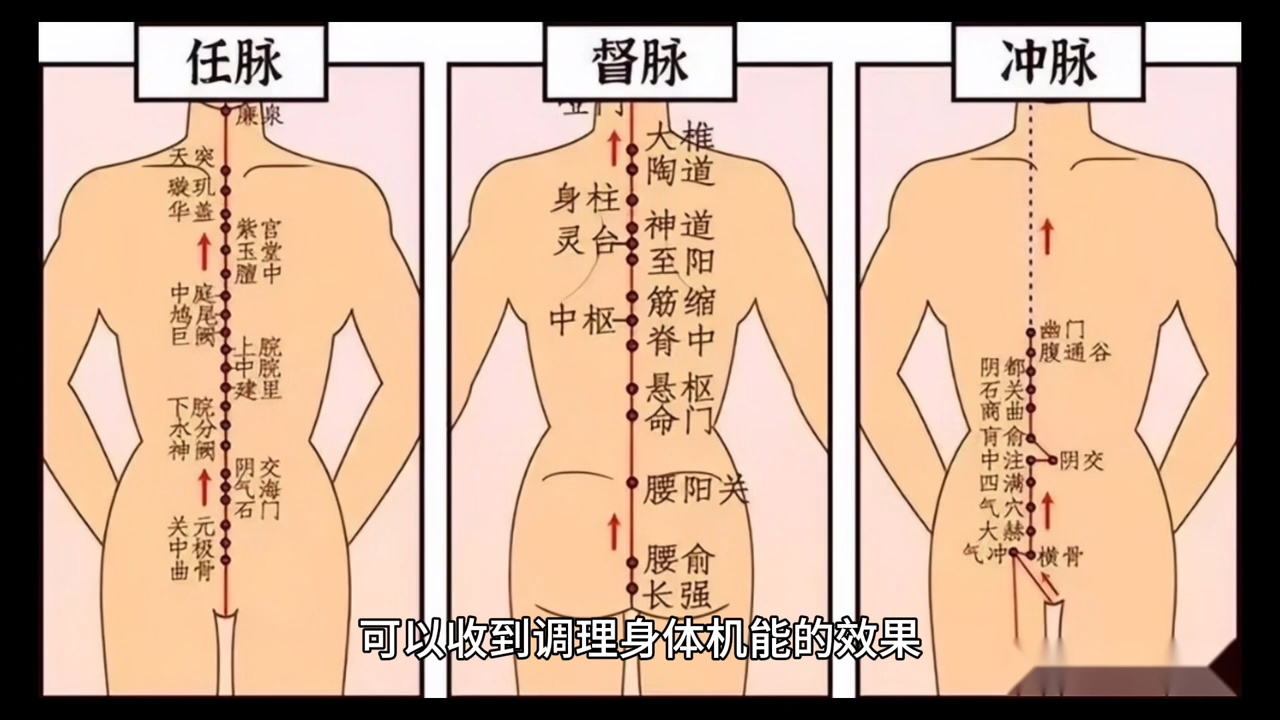 任脉
廉泉
天突
璇玑
华盖
紫宫
玉堂
膻中
中庭
鸠尾
巨阙
上脘
中脘
建里
下脘
水分
神阙
阴交
气海
石门
关元
中极
曲骨
督脉
大椎
陶道
身柱
神道
灵台
至阳
筋缩
中枢
脊中
悬枢
命门
腰阳关
腰俞
长强
冲脉
幽门
腹通谷
阴都
石关
商曲
肓俞
中注
阴交
四满
气穴
大赫
气冲
横骨
可以收到调理身体机能的效果